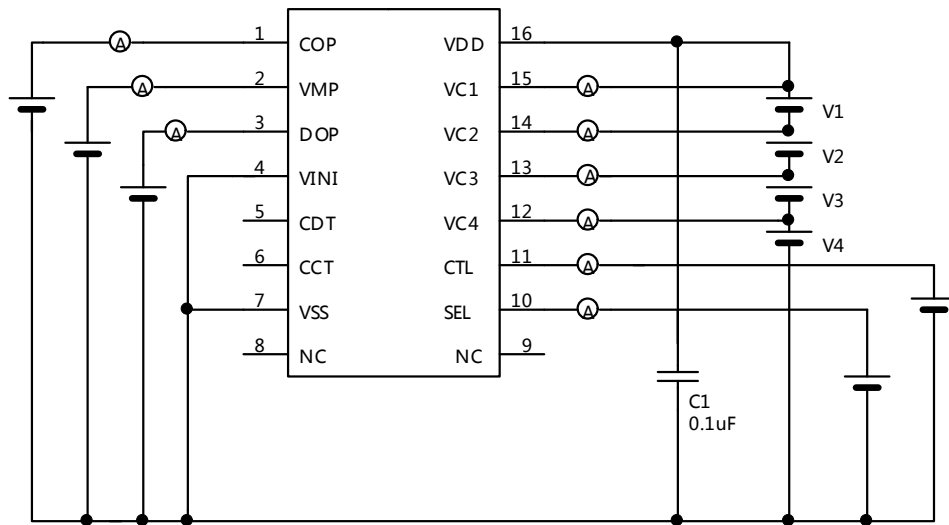 1 COP VDD 16
A
2 VMP VC1 15
A A
3 DOP VC2 14
A A
4 VINI VC3 13
A
5 CDT VC4 12
A
6 CCT CTL 11
A
7 VSS SEL 10
A
8 NC NC 9
V1
V2
V3
V4
C1
0.1uF